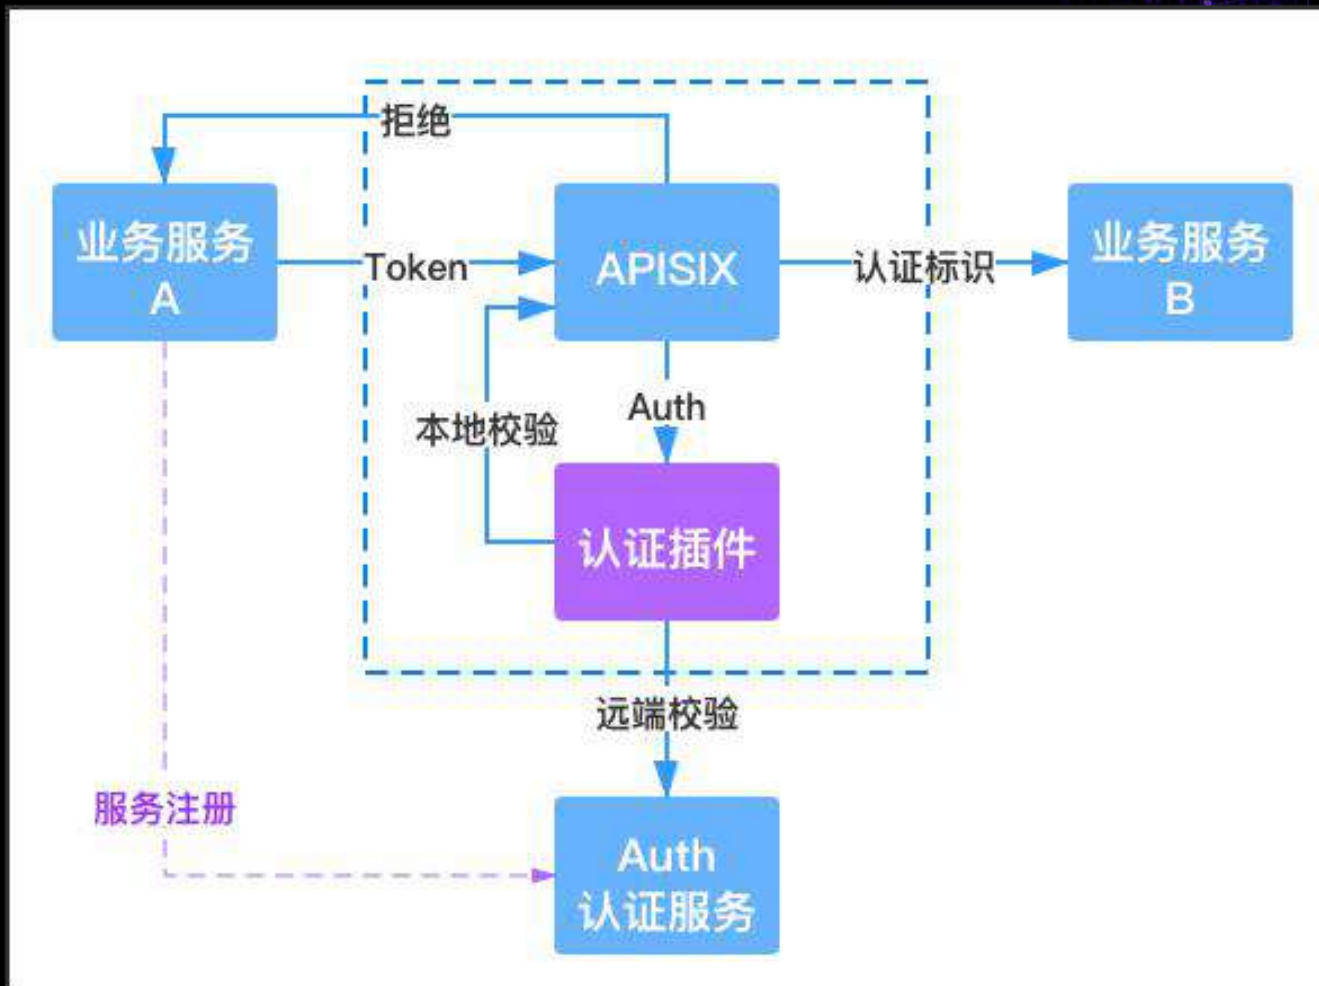 拒绝
业务服务
A
Token
APISIX
认证标识
业务服务
B
本地校验
Auth
认证插件
远端校验
服务注册
Auth
认证服务